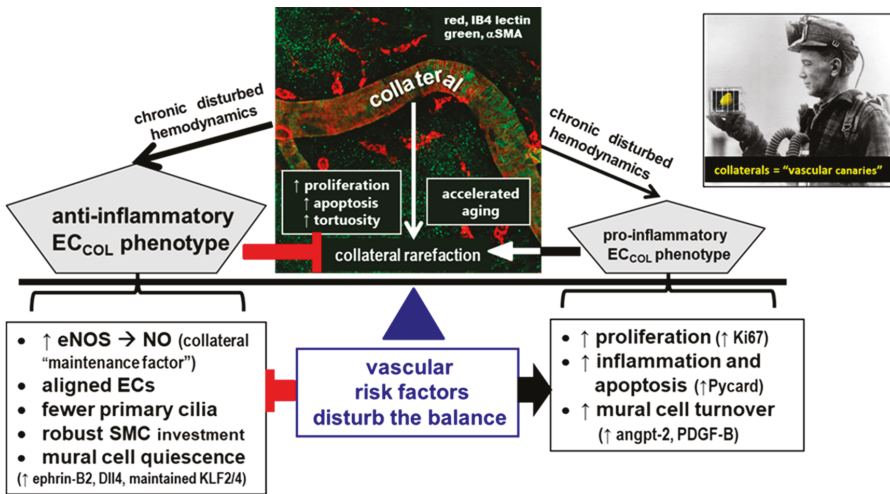 red, IB4 lectin
green, αSMA
collateral
chronic disturbed
hemodynamics
chronic disturbed
hemodynamics
collaterals = "vascular canaries"
anti-inflammatory
ECCOL phenotype
↑ proliferation
↑ apoptosis
↑ tortuosity
accelerated
aging
collateral rarefaction
pro-inflammatory
ECCOL phenotype
• ↑ eNOS → NO (collateral
"maintenance factor")
• aligned ECs
• fewer primary cilia
• robust SMC investment
• mural cell quiescence
(↑ ephrin-B2, Dll4, maintained KLF2/4)
vascular
risk factors
disturb the balance
• ↑ proliferation (↑ Ki67)
• ↑ inflammation and
apoptosis (↑Pycard)
• ↑ mural cell turnover
(↑ angpt-2, PDGF-B)